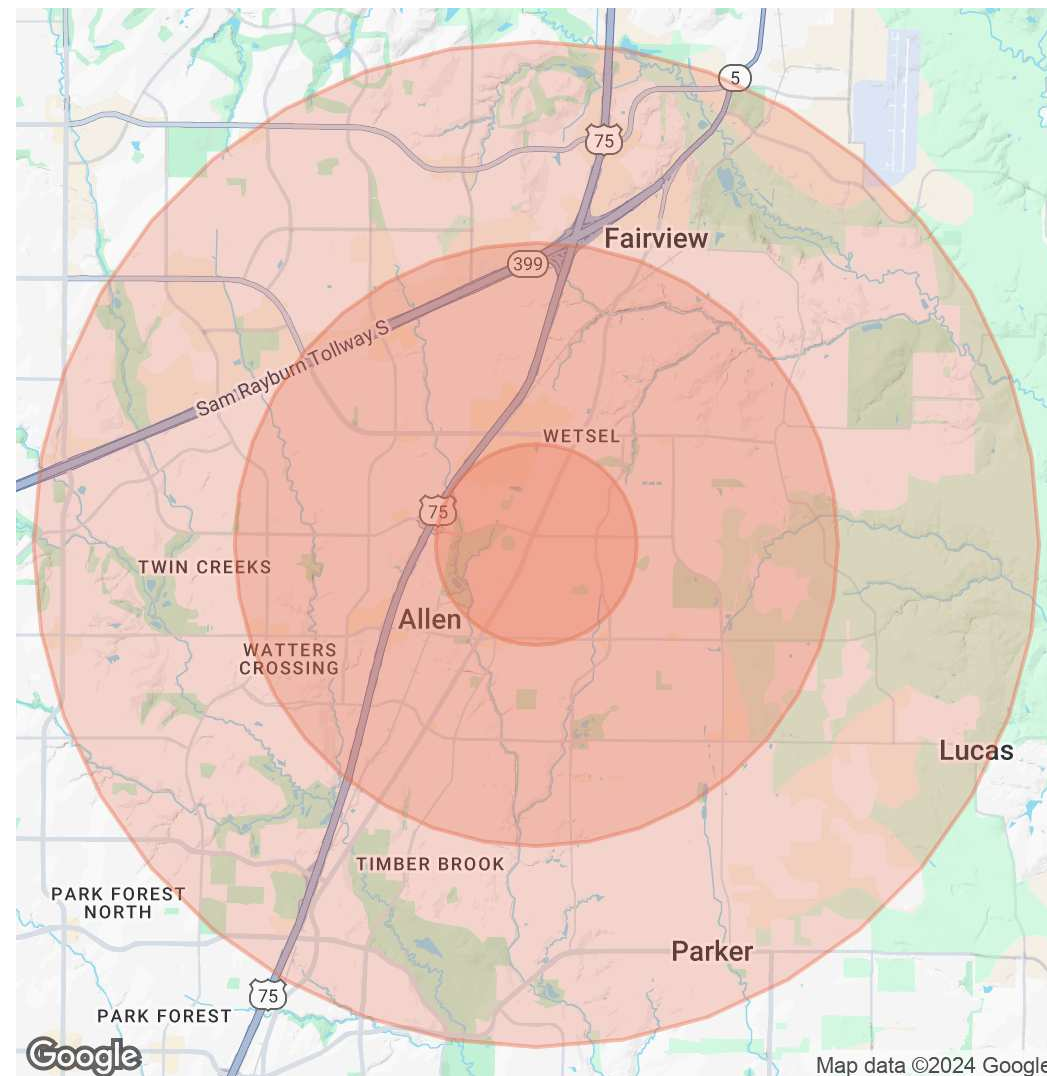 5
75
Fairview
399
Sam Rayburn Tollway S
WETSEL
75
TWIN CREEKS
Allen
WATTERS
CROSSING
Lucas
TIMBER BROOK
PARK FOREST
NORTH
Parker
75
PARK FOREST
Google
Map data ©2024 Google